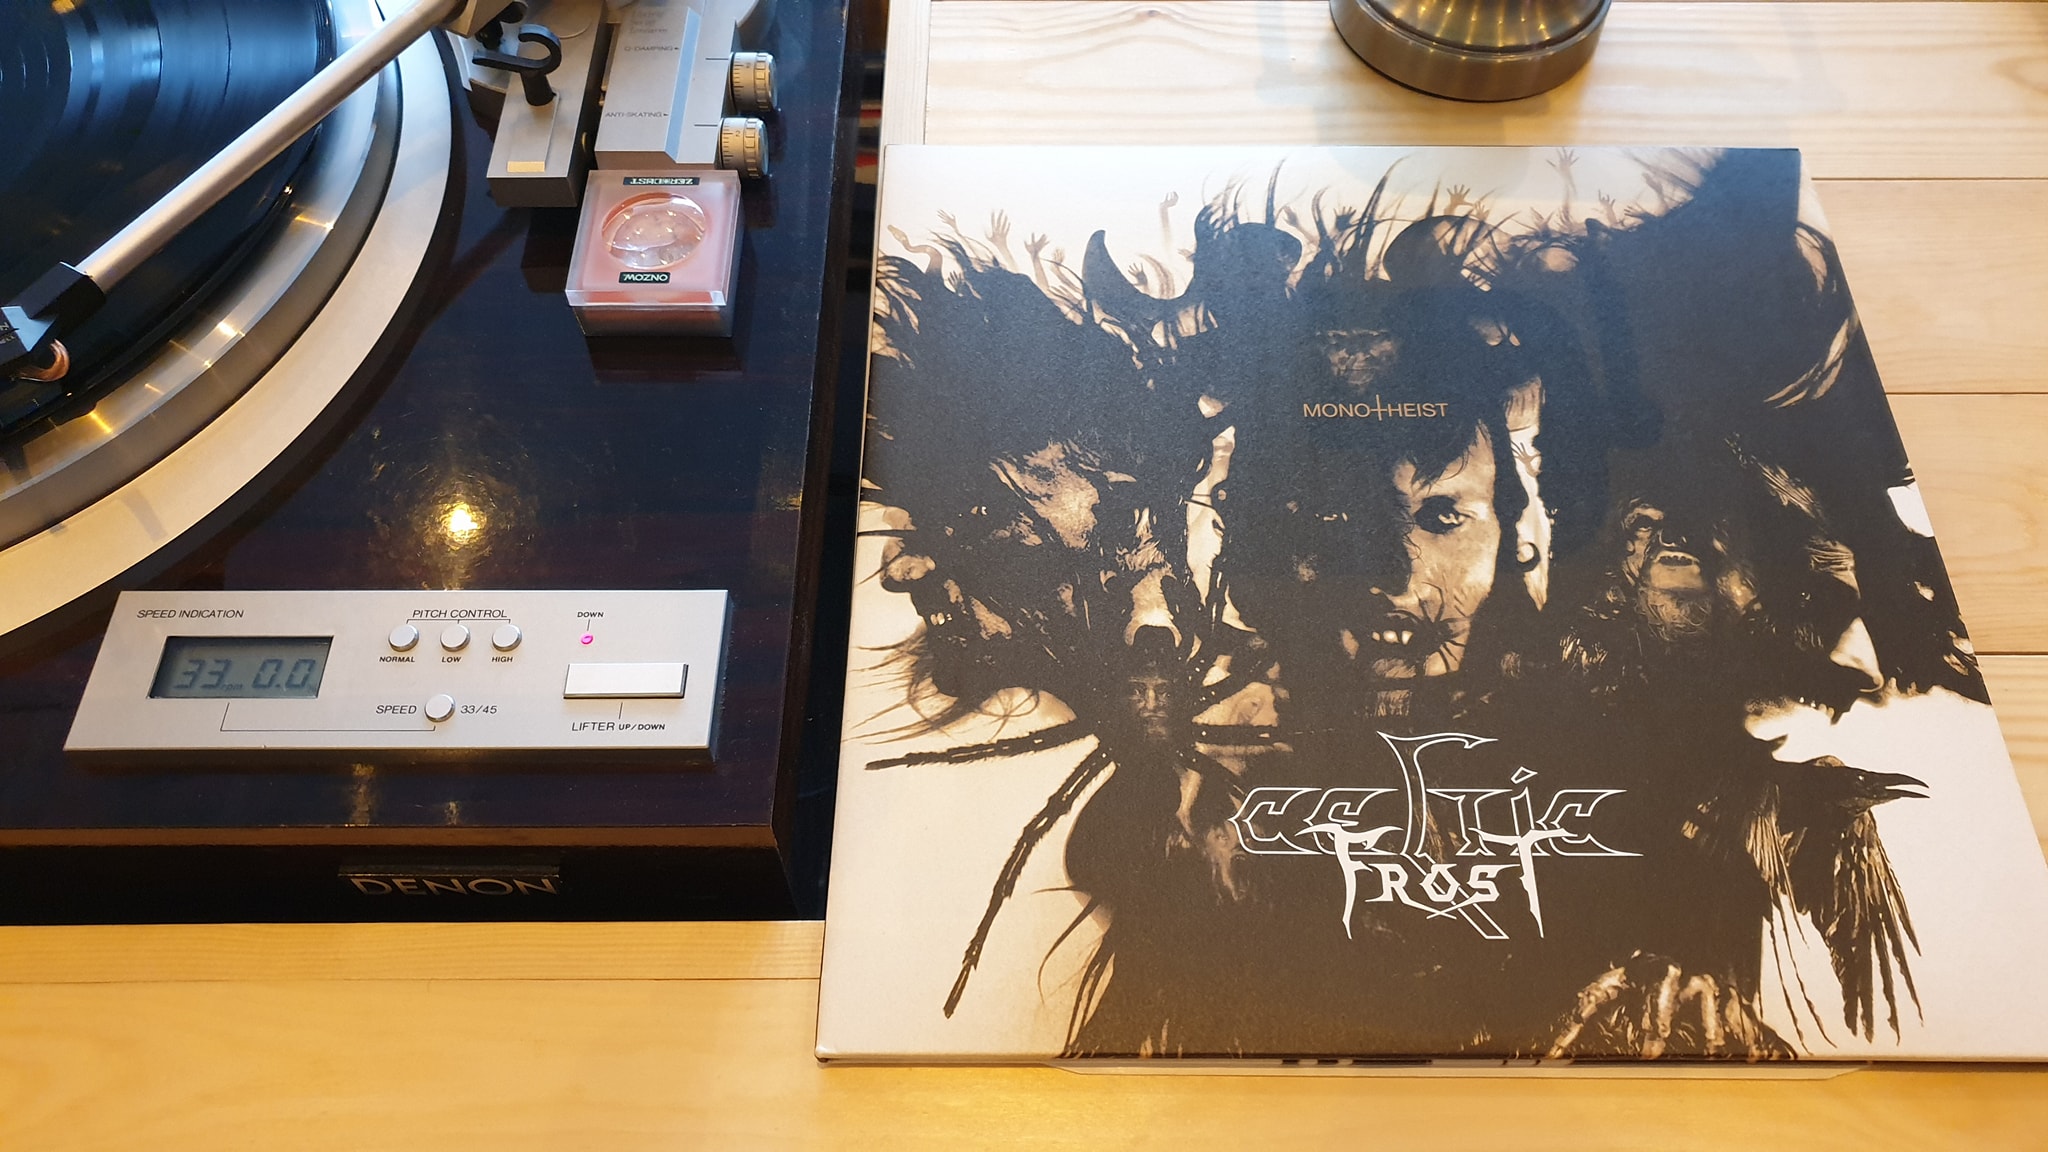 Q-DAMPING
ANTI-SKATING
ZERODUST
ONZOW
SPEED INDICATION
33 0.0
PITCH CONTROL
NORMAL
LOW
HIGH
SPEED
33/45
DOWN
LIFTER UP/DOWN
DENON
MONOTHEIST
CELTIC
FROST